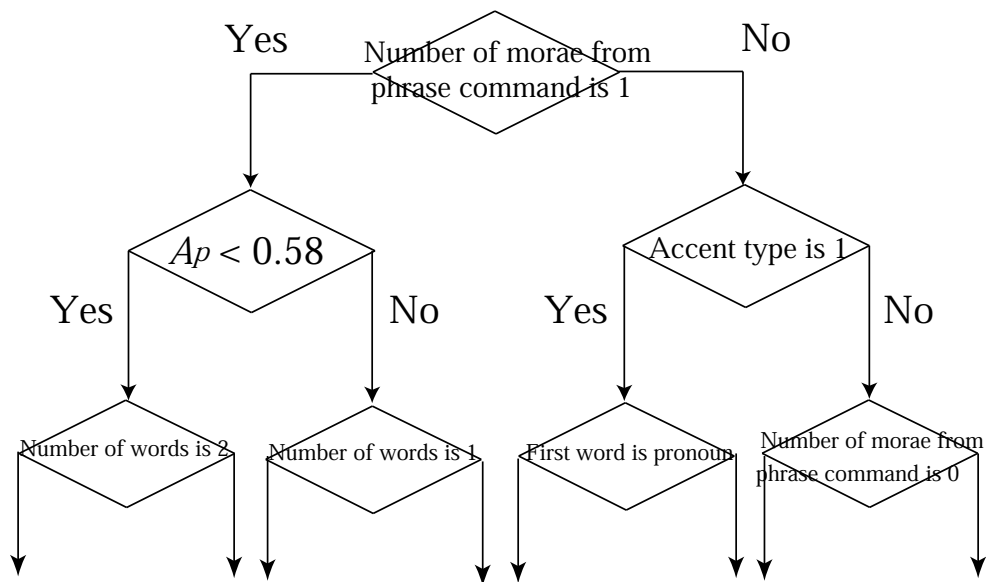 Yes
No
Number of morae from
phrase command is 1
Ap < 0.58
Accent type is 1
Yes
No
Yes
No
Number of words is 2
Number of words is 1
First word is pronoun
Number of morae from
phrase command is 0